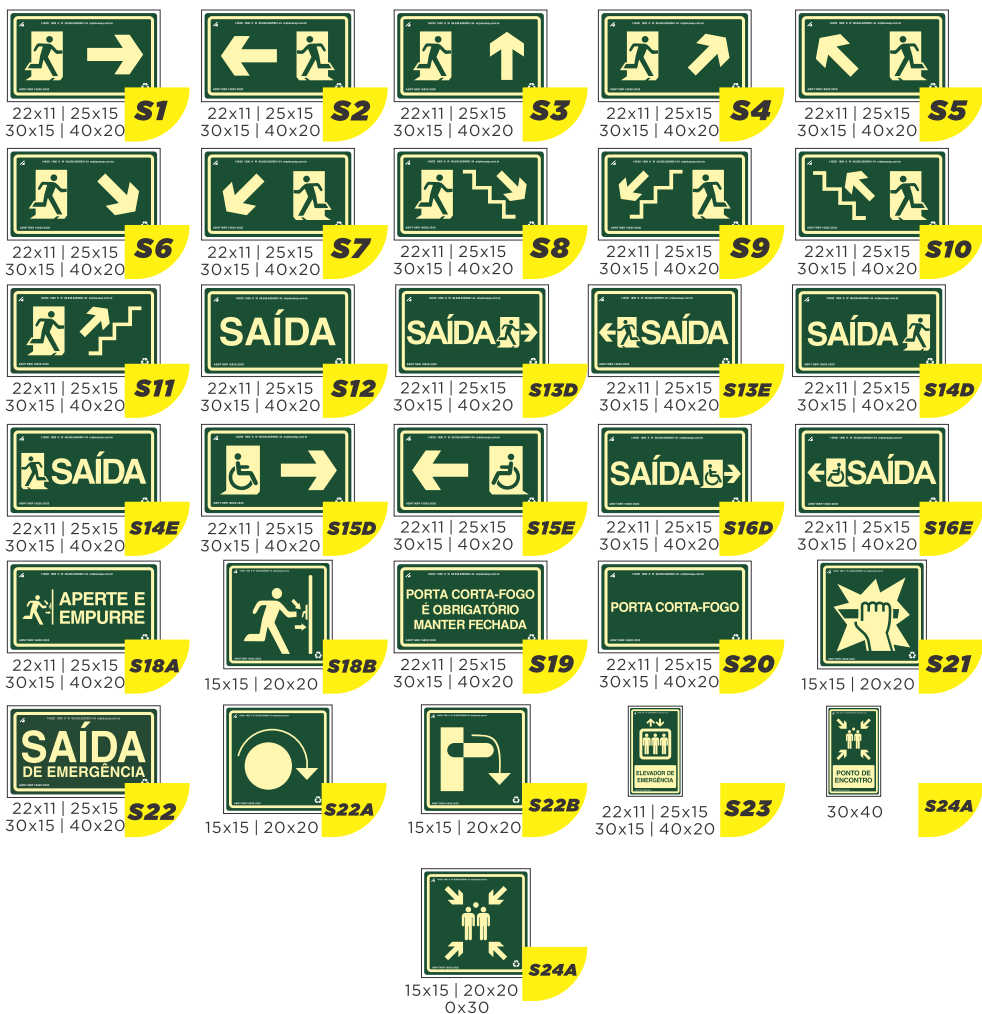 S1
22x11 | 25x15
30x15 | 40x20
S2
22x11 | 25x15
30x15 | 40x20
S3
22x11 | 25x15
30x15 | 40x20
S4
22x11 | 25x15
30x15 | 40x20
S5
22x11 | 25x15
30x15 | 40x20
S6
22x11 | 25x15
30x15 | 40x20
S7
22x11 | 25x15
30x15 | 40x20
S8
22x11 | 25x15
30x15 | 40x20
S9
22x11 | 25x15
30x15 | 40x20
S10
22x11 | 25x15
30x15 | 40x20
S11
22x11 | 25x15
30x15 | 40x20
SAÍDA
S12
22x11 | 25x15
30x15 | 40x20
SAÍDA
S13D
22x11 | 25x15
30x15 | 40x20
SAÍDA
S13E
22x11 | 25x15
30x15 | 40x20
SAÍDA
S14D
22x11 | 25x15
30x15 | 40x20
SAÍDA
S14E
22x11 | 25x15
30x15 | 40x20
S15D
22x11 | 25x15
30x15 | 40x20
S15E
22x11 | 25x15
30x15 | 40x20
SAÍDA
S16D
22x11 | 25x15
30x15 | 40x20
SAÍDA
S16E
22x11 | 25x15
30x15 | 40x20
APERTE E
EMPURRE
S18A
22x11 | 25x15
30x15 | 40x20
S18B
15x15 | 20x20
PORTA CORTA-FOGO
É OBRIGATÓRIO
MANTER FECHADA
S19
22x11 | 25x15
30x15 | 40x20
PORTA CORTA-FOGO
S20
22x11 | 25x15
30x15 | 40x20
S21
15x15 | 20x20
SAÍDA
DE EMERGÊNCIA
S22
22x11 | 25x15
30x15 | 40x20
S22A
15x15 | 20x20
S22B
15x15 | 20x20
ELEVADOR DE
EMERGÊNCIA
S23
22x11 | 25x15
30x15 | 40x20
PONTO DE
ENCONTRO
S24A
30x40
S24A
15x15 | 20x20
0x30